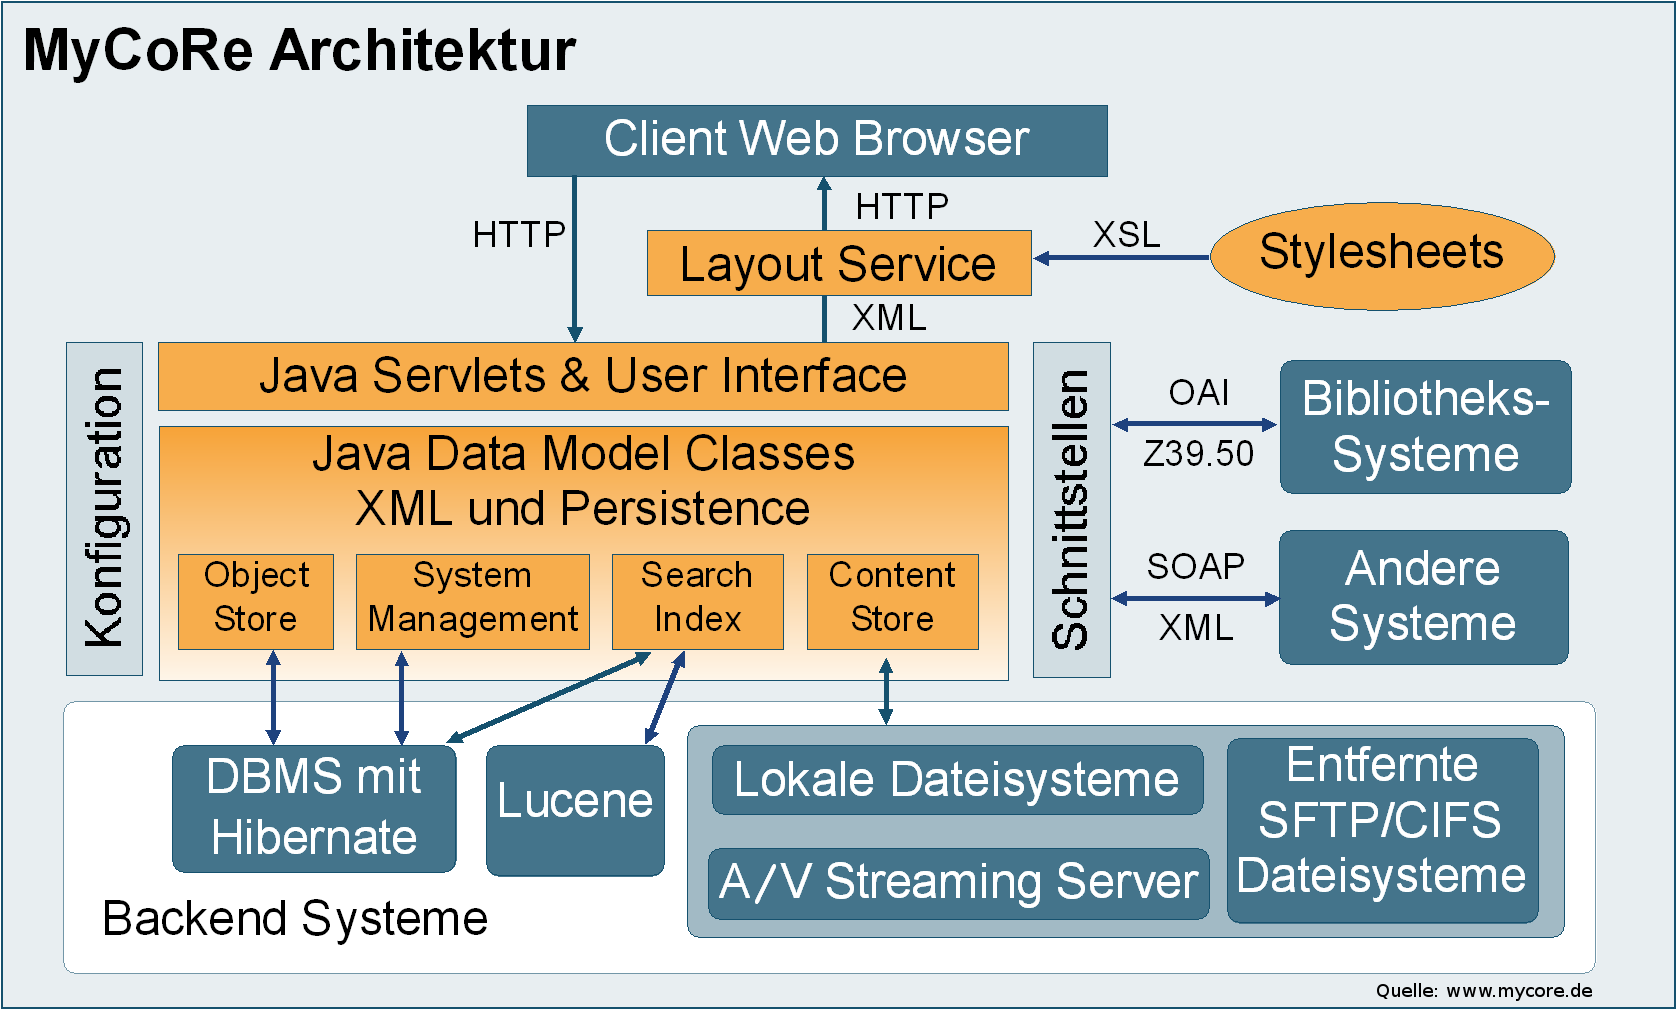 MyCoRe Architektur
Client Web Browser
HTTP
HTTP
Layout Service
XSL
Stylesheets
XML
Konfiguration
Java Servlets & User Interface
Java Data Model Classes
XML und Persistence
Object
Store
System
Management
Search
Index
Content
Store
Schnittstellen
OAI
Z39.50
Bibliotheks-
Systeme
SOAP
XML
Andere
Systeme
DBMS mit
Hibernate
Lucene
Lokale Dateisysteme
A/V Streaming Server
Entfernte
SFTP/CIFS
Dateisysteme
Backend Systeme
Quelle: www.mycore.de